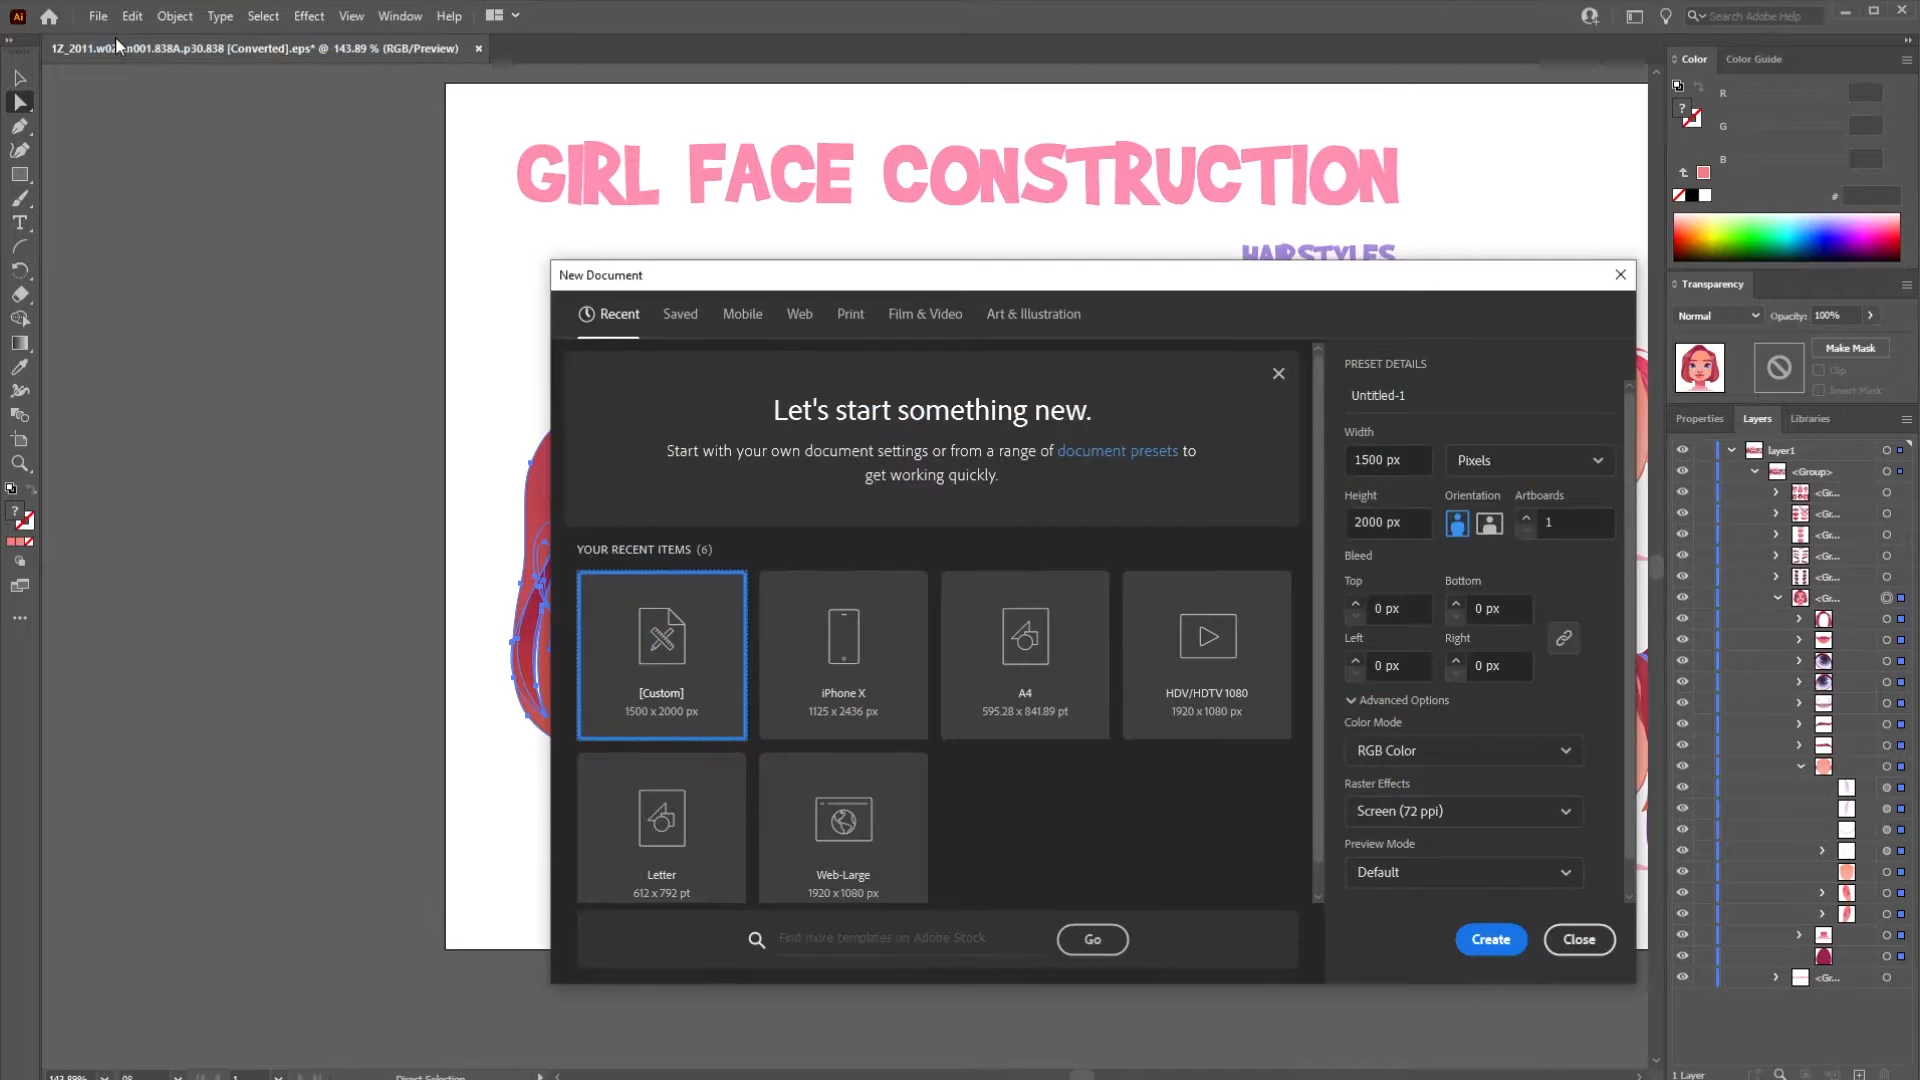 Ai File Edit Object Type Select Effect View Window Help Search Adobe Help
[Converted].eps* @ 143.89 % (RGB/Preview)
Color Color Guide
R
G
B
#
GIRL FACE CONSTRUCTION
HAIRSTYLES
Transparency
Normal Opacity: 100%
Make Mask
Clip
Invert Mask
Properties Layers Libraries
layer1
<Group>
<Gr...
<Gr...
<Gr...
<Gr...
<Gr...
<Gr...
<Gr...
1 Layer
New Document
Recent Saved Mobile Web Print Film & Video Art & Illustration
Let's start something new.
Start with your own document settings or from a range of document presets to
get working quickly.
YOUR RECENT ITEMS (6)
[Custom]
1500 x 2000 px
iPhone X
1125 x 2436 px
A4
595.28 x 841.89 pt
HDV/HDTV 1080
1920 x 1080 px
Letter
612 x 792 pt
Web-Large
1920 x 1080 px
Find more templates on Adobe Stock
Go
PRESET DETAILS
Untitled-1
Width
1500 px Pixels
Height Orientation Artboards
2000 px 1
Bleed
Top Bottom
0 px 0 px
Left Right
0 px 0 px
Advanced Options
Color Mode
RGB Color
Raster Effects
Screen (72 ppi)
Preview Mode
Default
Create Close
143.89% 1 Direct Selection